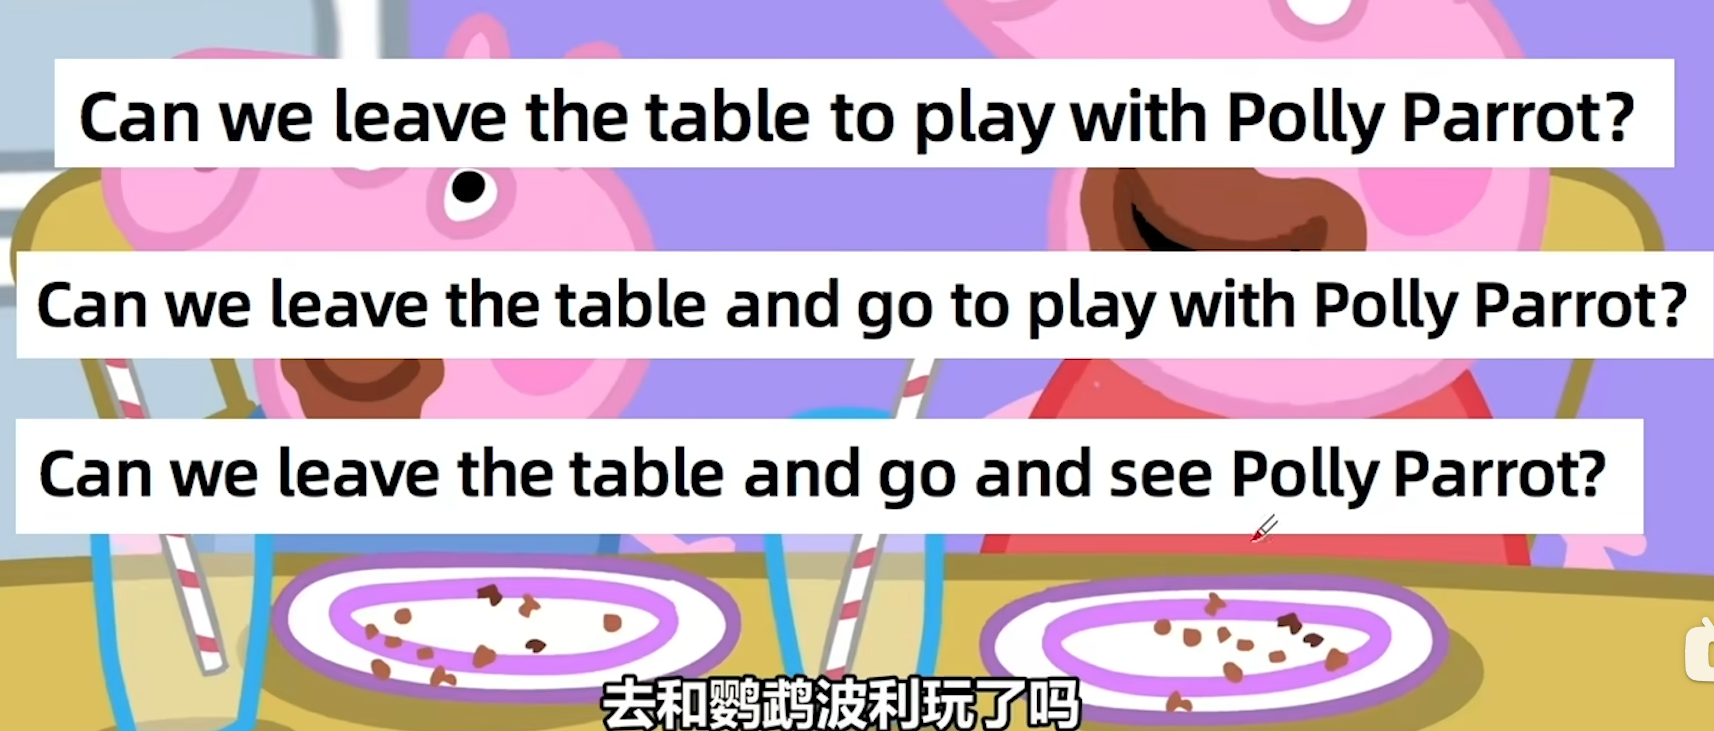 Can we leave the table to play with Polly Parrot?
Can we leave the table and go to play with Polly Parrot?
Can we leave the table and go and see Polly Parrot?
去和鹦鹉波利玩了吗